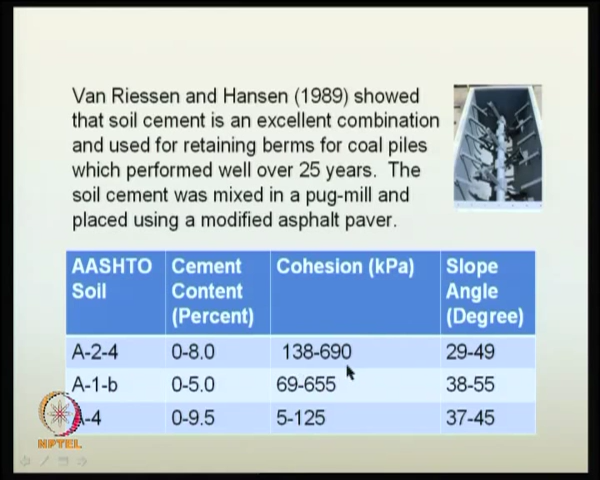 Van Riessen and Hansen (1989) showed
that soil cement is an excellent combination
and used for retaining berms for coal piles
which performed well over 25 years. The
soil cement was mixed in a pug-mill and
placed using a modified asphalt paver.
AASHTO Soil Cement Content (Percent) Cohesion (kPa) Slope Angle (Degree)
A-2-4 0-8.0 138-690 29-49
A-1-b 0-5.0 69-655 38-55
A-4 0-9.5 5-125 37-45
NPTEL